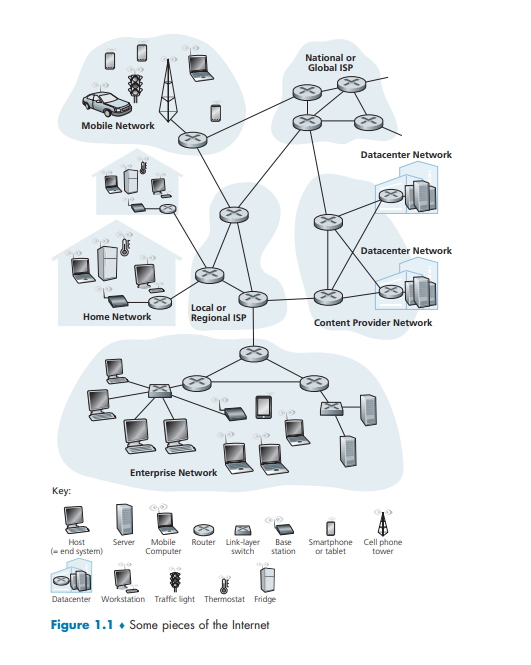 National or
Global ISP
Mobile Network
Datacenter Network
Datacenter Network
Home Network
Local or
Regional ISP
Content Provider Network
Enterprise Network
Key:
Host
(= end system)
Server
Mobile
Computer
Router
Link-layer
switch
Base
station
Smartphone
or tablet
Cell phone
tower
Datacenter
Workstation
Traffic light
Thermostat
Fridge
Figure 1.1 ♦ Some pieces of the Internet